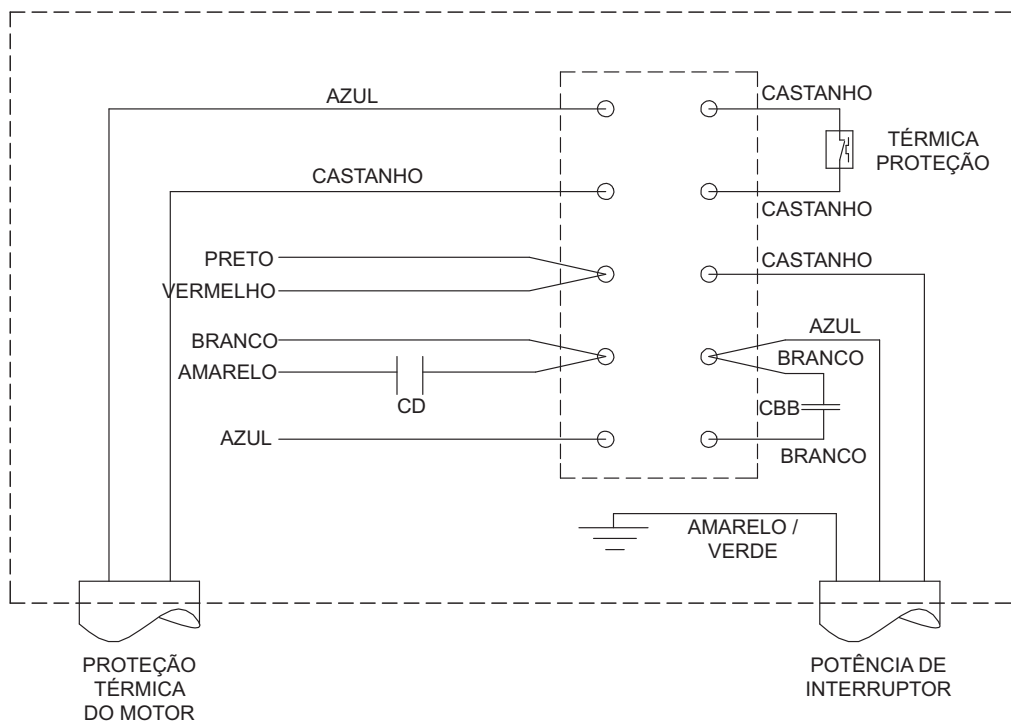 AZUL
CASTANHO
TÉRMICA
PROTEÇÃO
CASTANHO
CASTANHO
PRETO
CASTANHO
VERMELHO
AZUL
BRANCO
BRANCO
AMARELO
CD
CBB
AZUL
BRANCO
AMARELO /
VERDE
PROTEÇÃO
TÉRMICA
DO MOTOR
POTÊNCIA DE
INTERRUPTOR